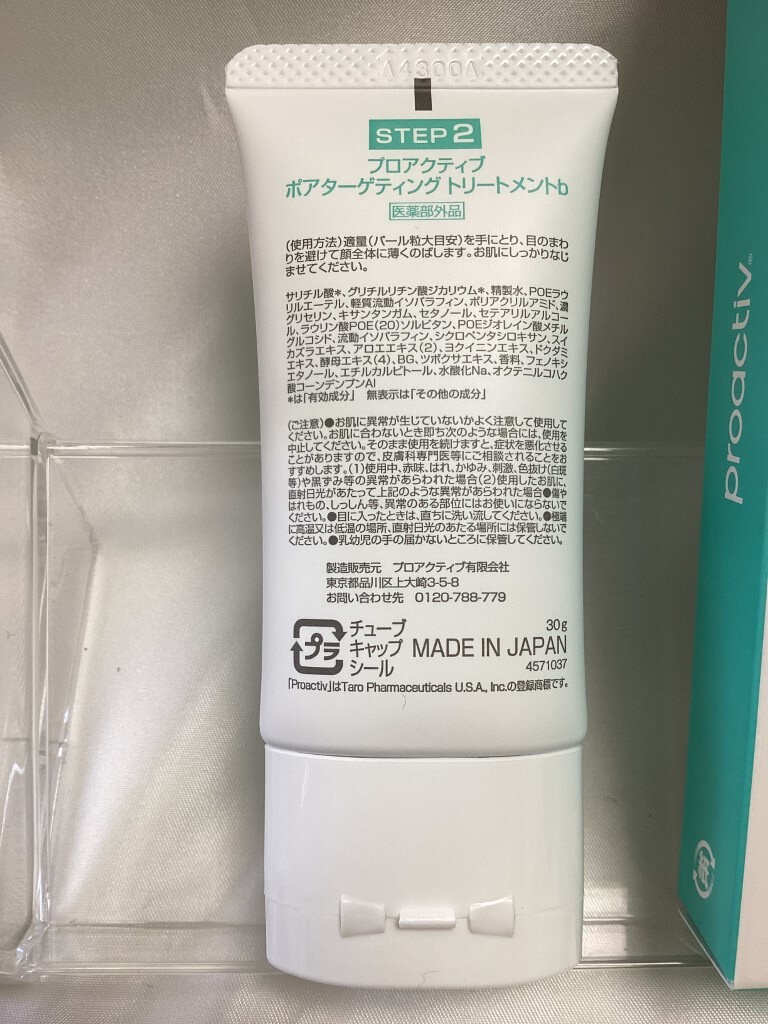 A4300A
STEP 2
プロアクティブ
ポアターゲティング トリートメントb
医薬部外品
(使用方法)適量(パール粒大目安)を手にとり、目のまわ
りを避けて顔全体に薄くのばします。お肌にしっかりなじ
ませてください。
サリチル酸*、グリチルリチン酸ジカリウム*、精製水、POEラウ
リルエーテル、軽質流動イソパラフィン、ポリアクリルアミド、濃
グリセリン、キサンタンガム、セタノール、セテアリルアルコー
ル、ラウリン酸POE(20)ソルビタン、POEジオレイン酸メチル
グルコシド、流動イソパラフィン、シクロペンタシロキサン、スイ
カズラエキス、アロエエキス(2)、ヨクイニンエキス、ドクダミ
エキス、酵母エキス(4)、BG、ツボクサエキス、香料、フェノキシ
エタノール、エチルカルビトール、水酸化Na、オクテニルコハク
酸コーンデンプンAl
*は「有効成分」 無表示は「その他の成分」
(ご注意)●お肌に異常が生じていないかよく注意して使用して
ください。お肌に合わないとき即ち次のような場合には、使用を
中止してください。そのまま使用を続けますと、症状を悪化させる
ことがありますので、皮膚科専門医等にご相談されることをお
すすめします。(1)使用中、赤味、はれ、かゆみ、刺激、色抜け(白斑
等)や黒ずみ等の異常があらわれた場合(2)使用したお肌に、
直射日光があたって上記のような異常があらわれた場合●傷や
はれもの、しっしん等、異常のある部位にはお使いにならないで
ください。●目に入ったときは、直ちに洗い流してください。●極端
に高温又は低温の場所、直射日光のあたる場所には保管しないで
ください。●乳幼児の手の届かないところに保管してください。
製造販売元 プロアクティブ有限会社
東京都品川区上大崎3-5-8
お問い合わせ先 0120-788-779
プラ
チューブ
キャップ
シール
30g
MADE IN JAPAN
4571037
「Proactiv」はTaro Pharmaceuticals U.S.A., Inc.の登録商標です。
proactiv®
紙